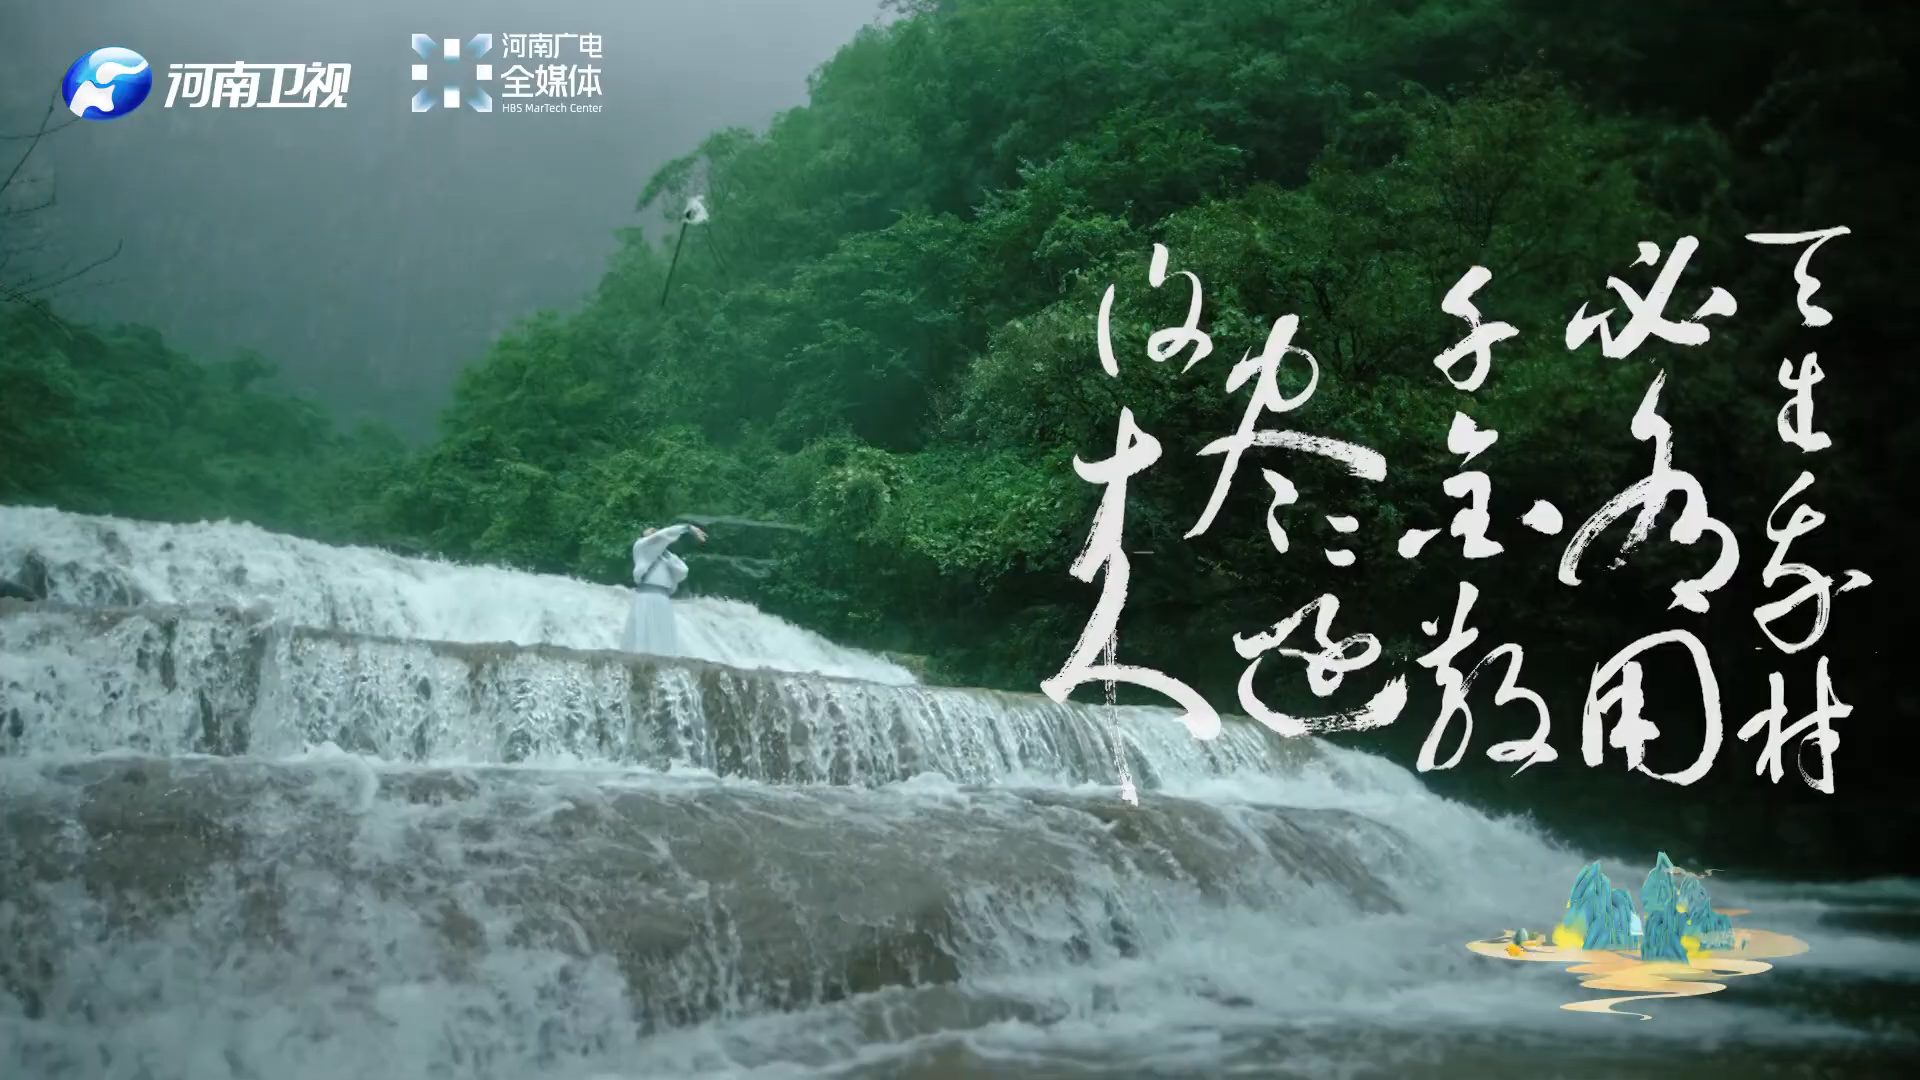 河南卫视
河南广电
全媒体
HBS MarTech Center
天生我材
必有用
千金散
尽还
复来